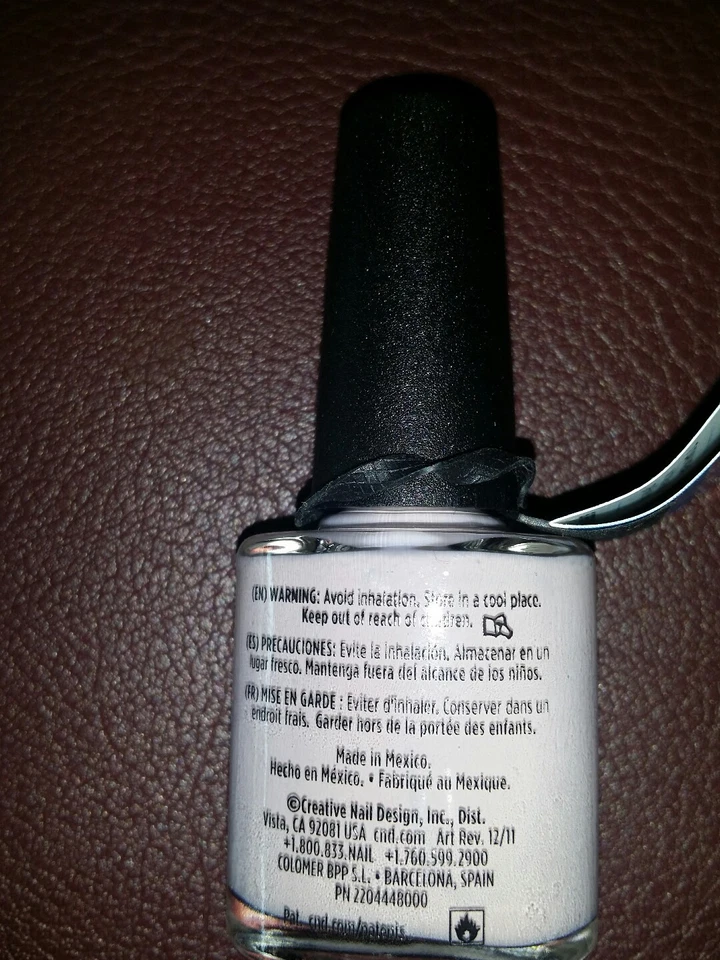 (EN) WARNING: Avoid inhalation. Store in a cool place.
Keep out of reach of children.
(ES) PRECAUCIONES: Evite la inhalación. Almacenar en un
lugar fresco. Mantenga fuera del alcance de los niños.
(FR) MISE EN GARDE : Eviter d'inhaler. Conserver dans un
endroit frais. Garder hors de la portée des enfants.
Made in Mexico.
Hecho en México. • Fabriqué au Mexique.
©Creative Nail Design, Inc., Dist.
Vista, CA 92081 USA cnd.com Art Rev. 12/11
+1.800.833.NAIL +1.760.599.2900
COLOMER BPP S.L. • BARCELONA, SPAIN
PN 2204448000
Pat. cnd.com/patents